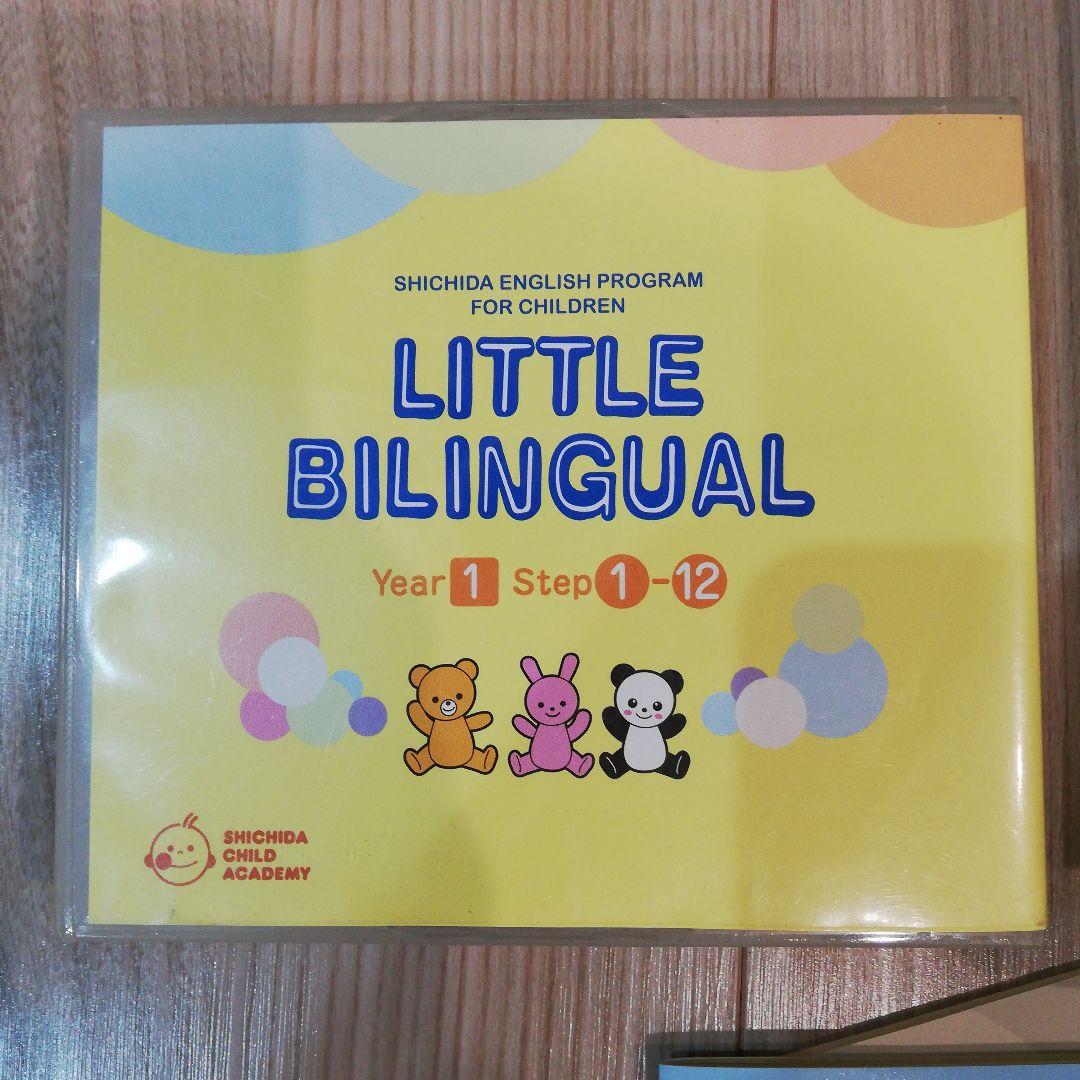 SHICHIDA ENGLISH PROGRAM
FOR CHILDREN
LITTLE
BILINGUAL
Year 1 Step 1-12
SHICHIDA
CHILD
ACADEMY